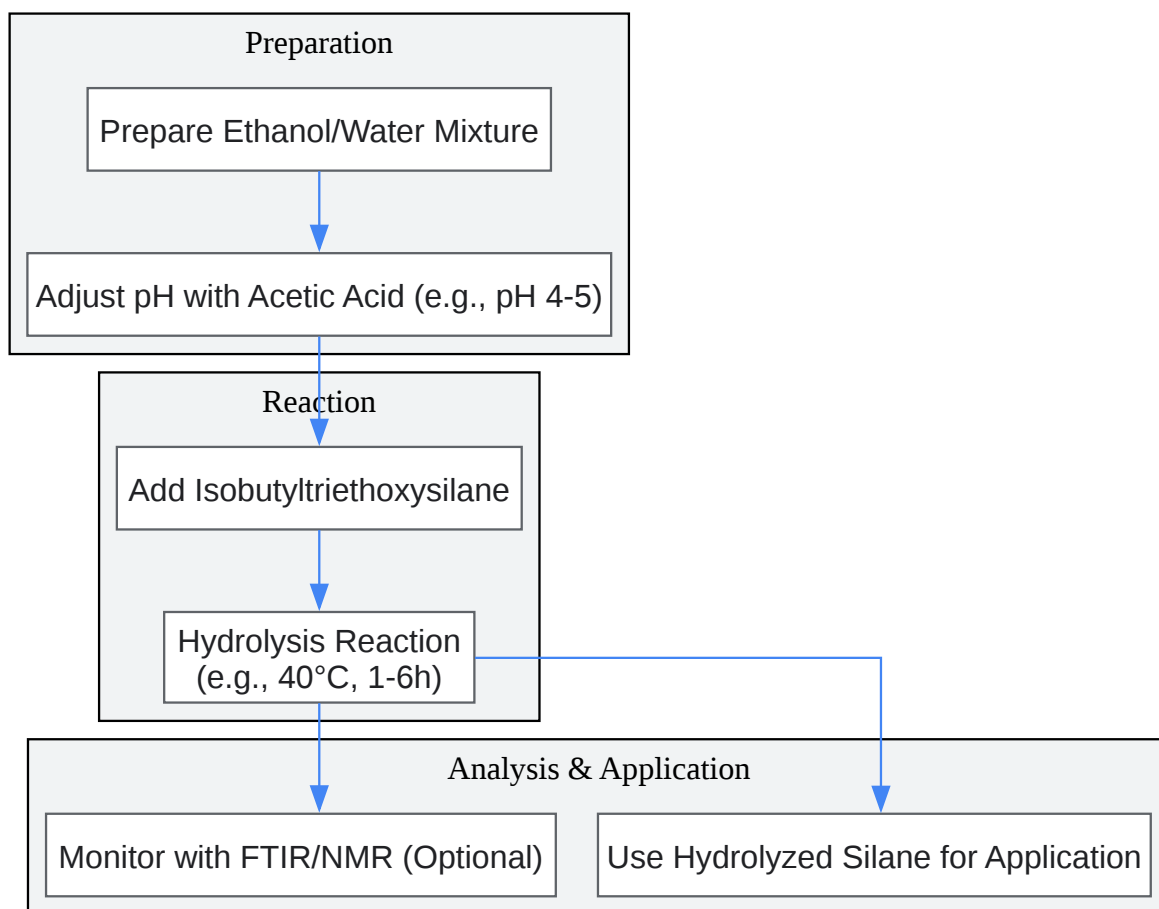 Preparation
Prepare Ethanol/Water Mixture
Adjust pH with Acetic Acid (e.g., pH 4-5)
Reaction
Add Isobutyltriethoxysilane
Hydrolysis Reaction
(e.g., 40°C, 1-6h)
Analysis & Application
Monitor with FTIR/NMR (Optional)
Use Hydrolyzed Silane for Application